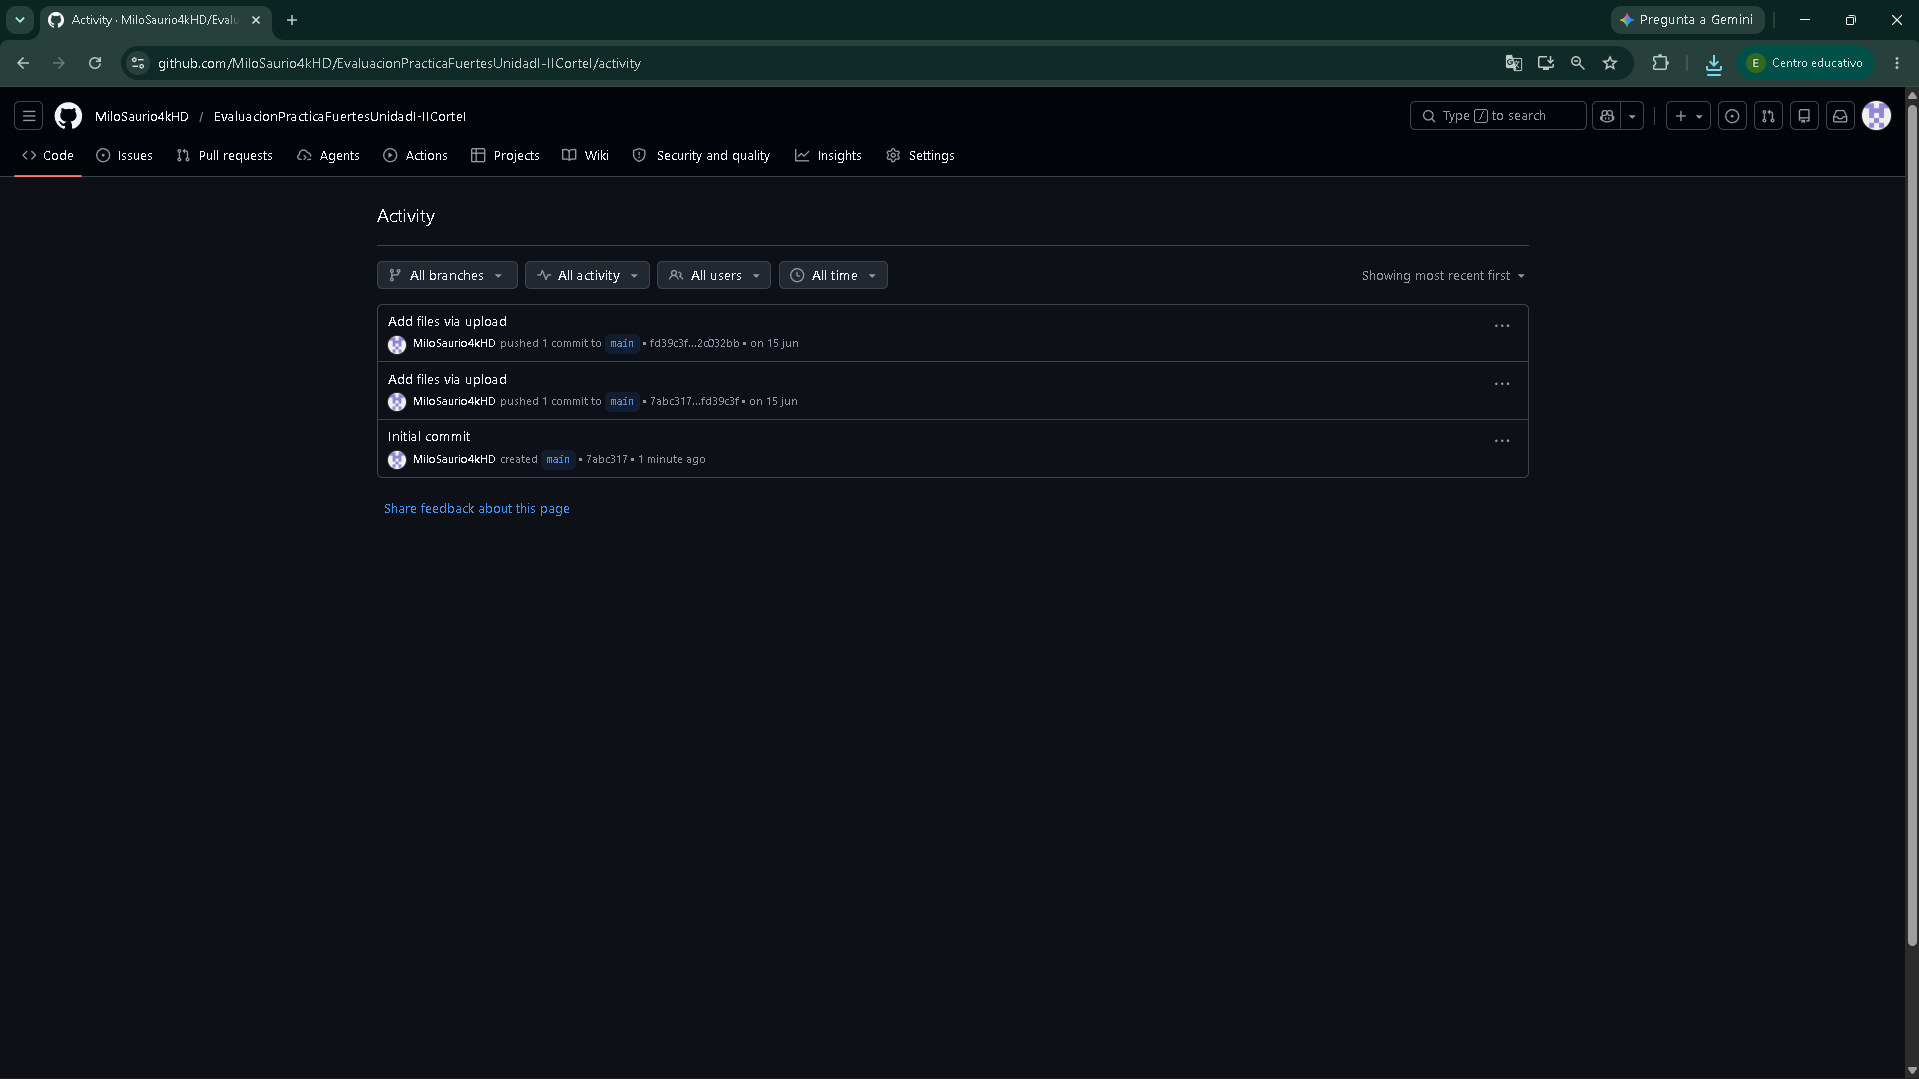 Activity · MiloSaurio4kHD/Evalu
Pregunta a Gemini
github.com/MiloSaurio4kHD/EvaluacionPracticaFuertesUnidadI-IICorteI/activity
E Centro educativo
MiloSaurio4kHD / EvaluacionPracticaFuertesUnidadI-IICorteI
Type / to search
Code Issues Pull requests Agents Actions Projects Wiki Security and quality Insights Settings
Activity
All branches All activity All users All time Showing most recent first
Add files via upload
MiloSaurio4kHD pushed 1 commit to main • fd39c3f...2c032bb • on 15 jun
Add files via upload
MiloSaurio4kHD pushed 1 commit to main • 7abc317...fd39c3f • on 15 jun
Initial commit
MiloSaurio4kHD created main • 7abc317 • 1 minute ago
Share feedback about this page